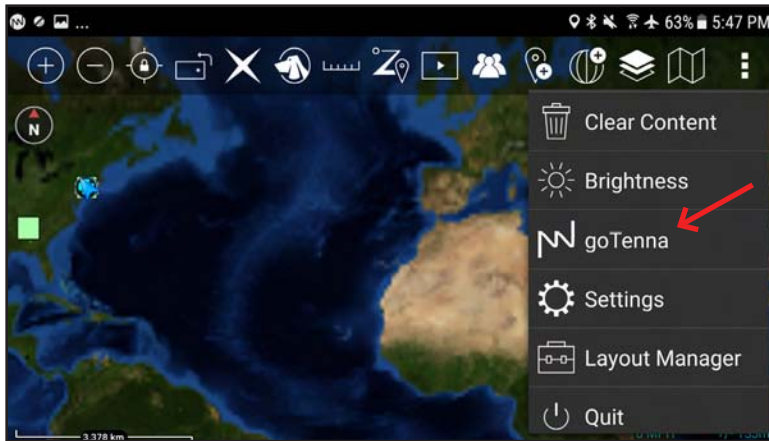 ... 63% 5:47 PM
N
Clear Content
Brightness
goTenna
Settings
Layout Manager
Quit
3,378 km